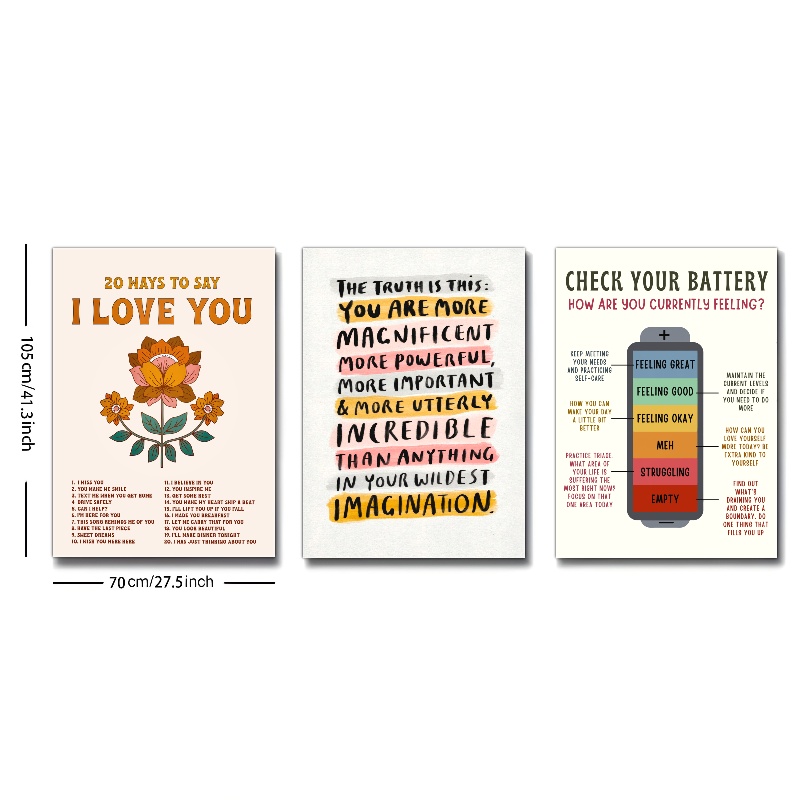 105cm/41.3inch
20 WAYS TO SAY
I LOVE YOU
1. I MISS YOU
2. YOU MAKE ME SMILE
3. TEXT ME WHEN YOU GET HOME
4. DRIVE SAFELY
5. CAN I HELP?
6. I'M HERE FOR YOU
7. THIS SONG REMINDS ME OF YOU
8. HAVE THE LAST PIECE
9. SWEET DREAMS
10. I WISH YOU WERE HERE
11. I BELIEVE IN YOU
12. YOU INSPIRE ME
13. GET SOME REST
14. YOU MAKE MY HEART SKIP A BEAT
15. I'LL LIFT YOU UP IF YOU FALL
16. I MADE YOU BREAKFAST
17. LET ME CARRY THAT FOR YOU
18. YOU LOOK BEAUTIFUL
19. I'LL MAKE DINNER TONIGHT
20. I WAS JUST THINKING ABOUT YOU
70cm/27.5inch
THE TRUTH IS THIS:
YOU ARE MORE
MAGNIFICENT
MORE POWERFUL,
MORE IMPORTANT
& MORE UTTERLY
INCREDIBLE
THAN ANYTHING
IN YOUR WILDEST
IMAGINATION.
CHECK YOUR BATTERY
HOW ARE YOU CURRENTLY FEELING?
+
KEEP MEETING
YOUR NEEDS
AND PRACTICING
SELF-CARE
FEELING GREAT
FEELING GOOD
MAINTAIN THE
CURRENT LEVELS
AND DECIDE IF
YOU NEED TO DO
MORE
HOW YOU CAN
MAKE YOUR DAY
A LITTLE BIT
BETTER
FEELING OKAY
MEH
HOW CAN YOU
LOVE YOURSELF
MORE TODAY? BE
EXTRA KIND TO
YOURSELF
PRACTICE TRIAGE.
WHAT AREA OF
YOUR LIFE IS
SUFFERING THE
MOST RIGHT NOW?
FOCUS ON THAT
ONE AREA TODAY
STRUGGLING
EMPTY
FIND OUT
WHAT'S
DRAINING YOU
AND CREATE A
BOUNDARY. DO
ONE THING THAT
FILLS YOU UP
–